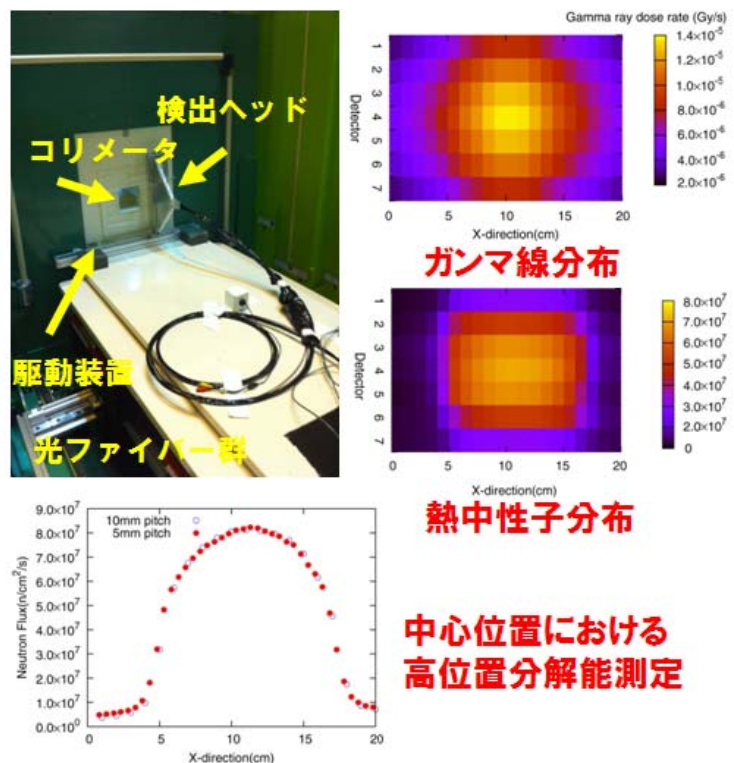 検出ヘッド
コリメータ
駆動装置
光ファイバー群
Gamma ray dose rate (Gy/s)
1.4×10⁻⁵
1.2×10⁻⁵
1.0×10⁻⁵
8.0×10⁻⁶
6.0×10⁻⁶
4.0×10⁻⁶
2.0×10⁻⁶
Detector
1
2
3
4
5
6
7
0 5 10 15 20
X-direction(cm)
ガンマ線分布
8.0×10⁷
7.0×10⁷
6.0×10⁷
5.0×10⁷
4.0×10⁷
3.0×10⁷
2.0×10⁷
1.0×10⁷
0
Detector
1
2
3
4
5
6
7
0 5 10 15 20
X-direction(cm)
熱中性子分布
10mm pitch
5mm pitch
Neutron Flux(n/cm²/s)
9.0×10⁷
8.0×10⁷
7.0×10⁷
6.0×10⁷
5.0×10⁷
4.0×10⁷
3.0×10⁷
2.0×10⁷
1.0×10⁷
0.0×10⁰
0 5 10 15 20
X-direction(cm)
中心位置における
高位置分解能測定